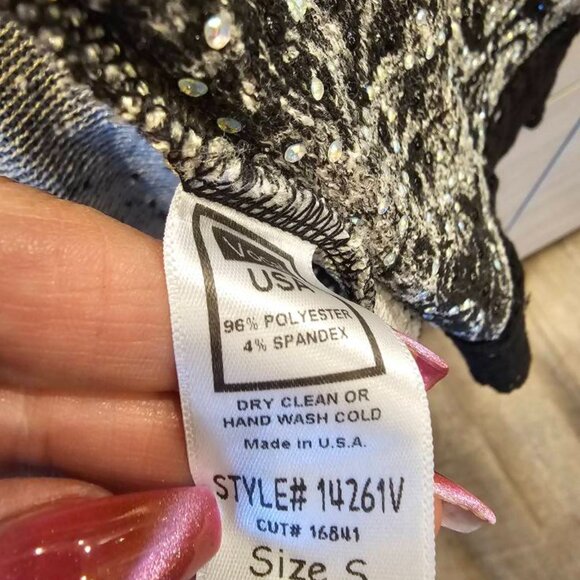 USA
96% POLYESTER
4% SPANDEX
DRY CLEAN OR
HAND WASH COLD
Made in U.S.A.
STYLE# 14261V
CUT# 16841
Size S